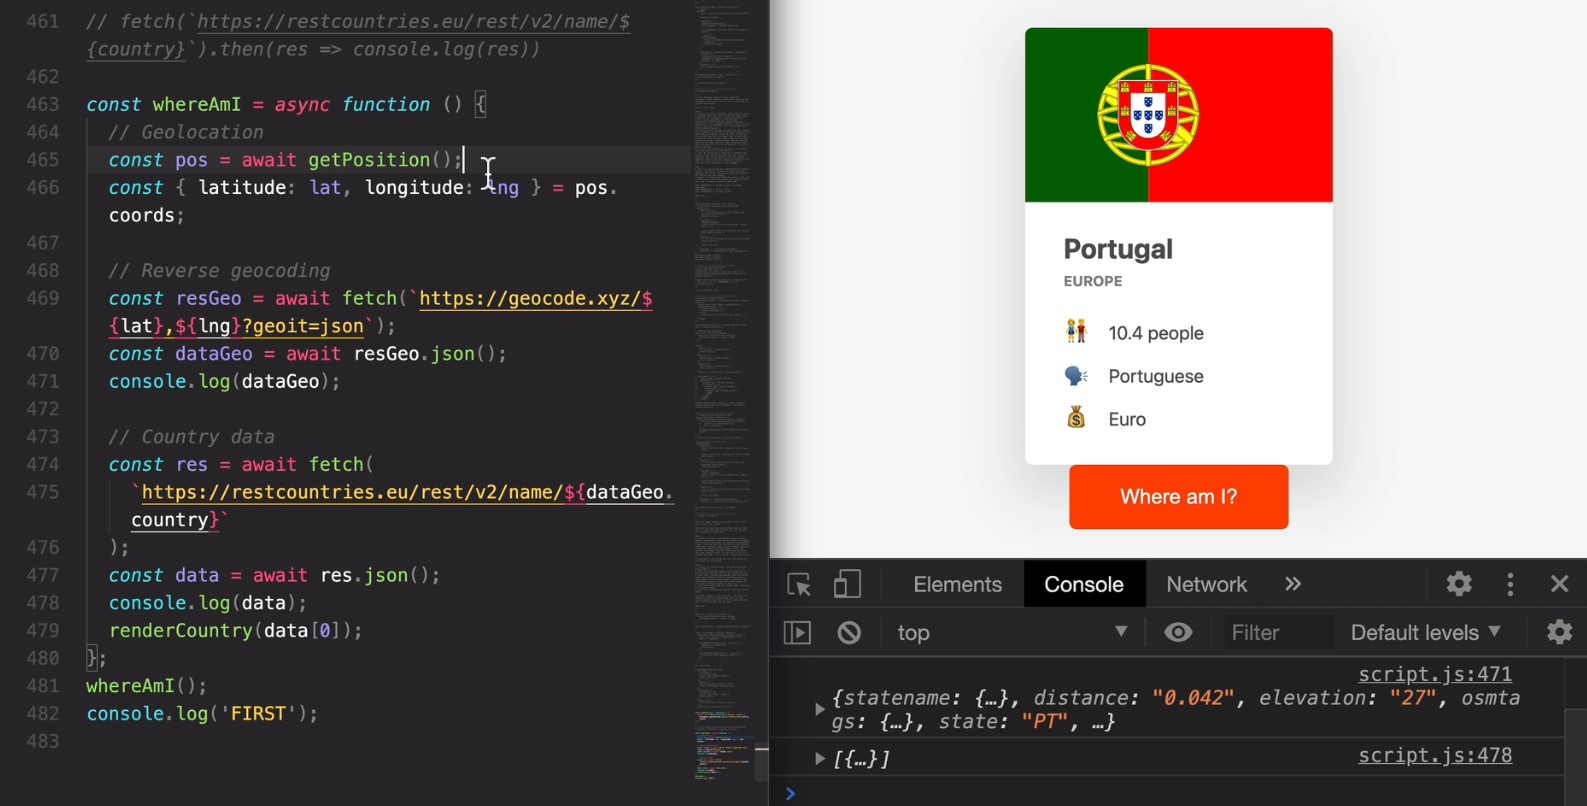 461 // fetch(`https://restcountries.eu/rest/v2/name/$
{country}`).then(res => console.log(res))
462
463 const whereAmI = async function () {
464 // Geolocation
465 const pos = await getPosition();
466 const { latitude: lat, longitude: lng } = pos.
coords;
467
468 // Reverse geocoding
469 const resGeo = await fetch(`https://geocode.xyz/$
{lat},${lng}?geoit=json`);
470 const dataGeo = await resGeo.json();
471 console.log(dataGeo);
472
473 // Country data
474 const res = await fetch(
475 `https://restcountries.eu/rest/v2/name/${dataGeo.
country}`
476 );
477 const data = await res.json();
478 console.log(data);
479 renderCountry(data[0]);
480 };
481 whereAmI();
482 console.log('FIRST');
483
Portugal
EUROPE
10.4 people
Portuguese
Euro
Where am I?
Elements Console Network »
top Filter Default levels
script.js:471
{statename: {…}, distance: "0.042", elevation: "27", osmta
gs: {…}, state: "PT", …}
[{…}] script.js:478